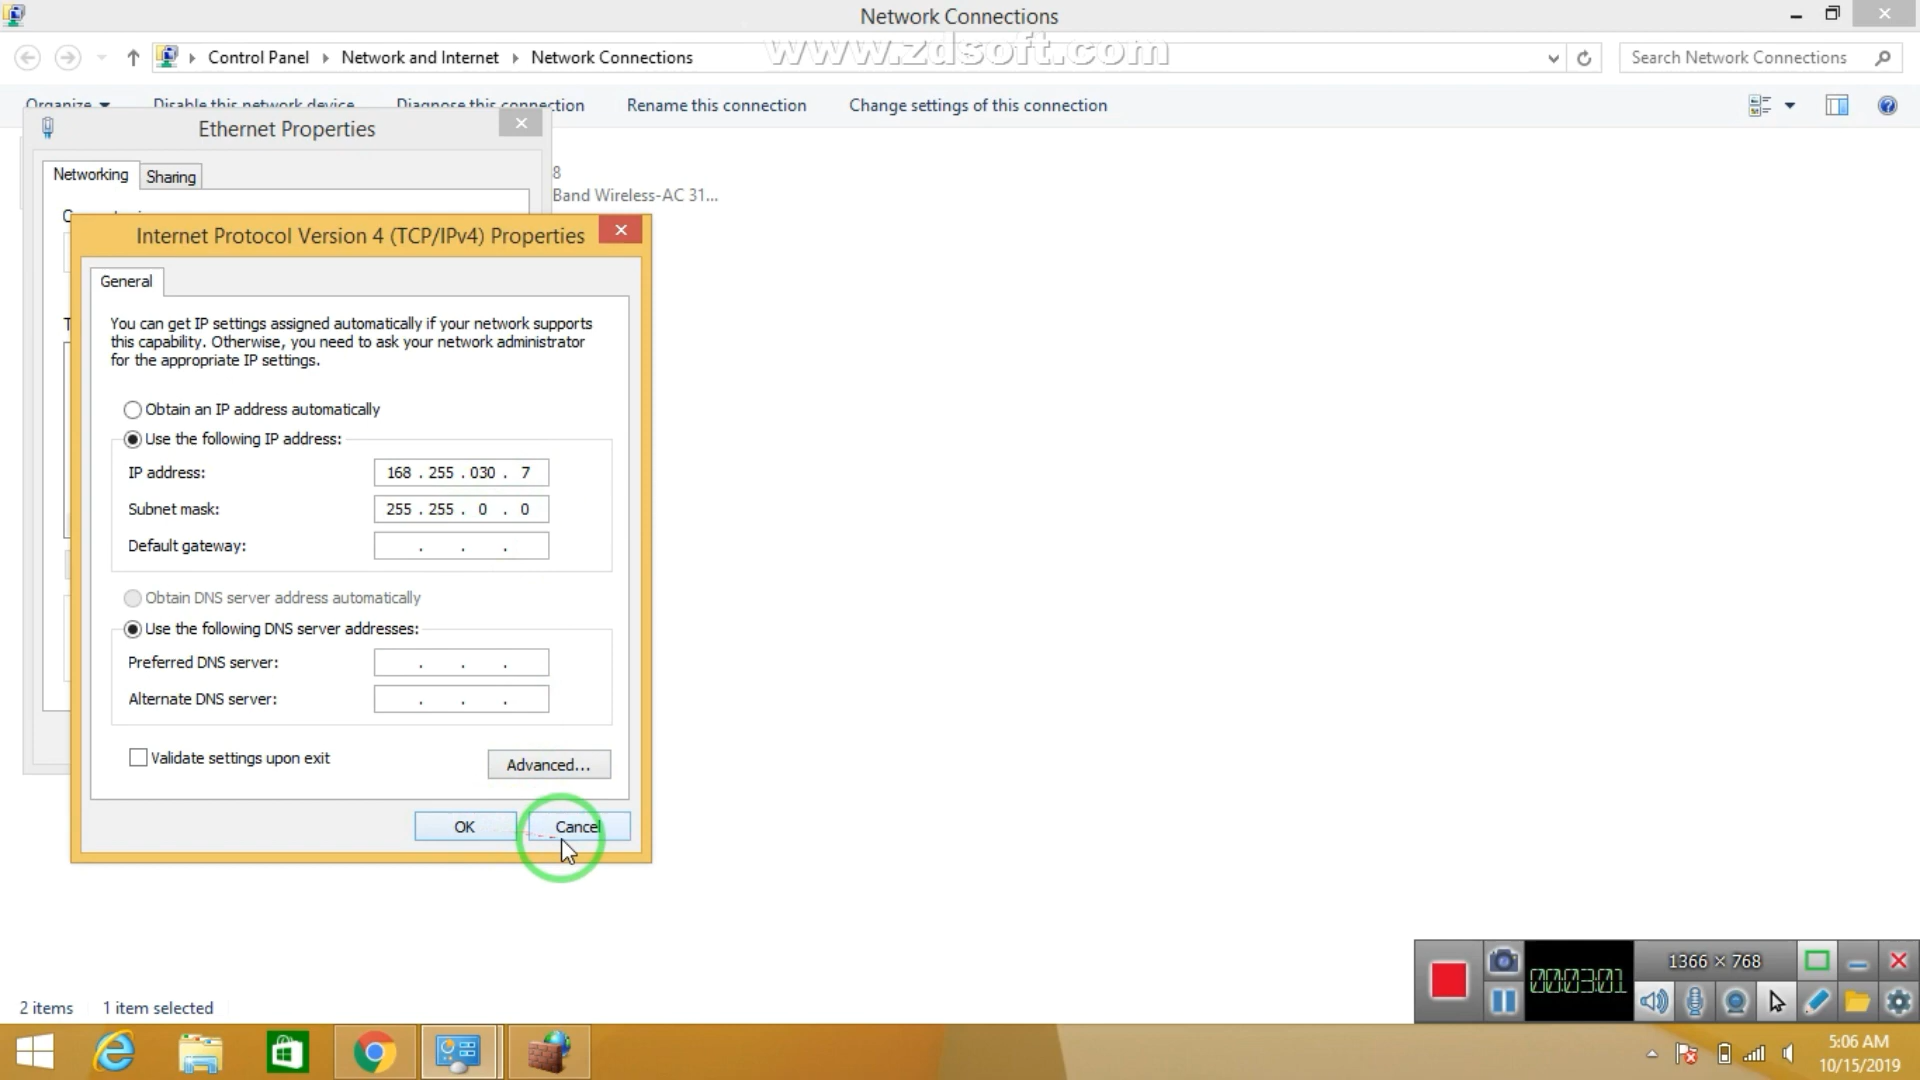 Network Connections
Control Panel
Network and Internet
Network Connections
www.zdsoft.com
Search Network Connections
Organize
Disable this network device
Diagnose this connection
Rename this connection
Change settings of this connection
Ethernet Properties
Networking
Sharing
8
Band Wireless-AC 31...
Internet Protocol Version 4 (TCP/IPv4) Properties
General
You can get IP settings assigned automatically if your network supports
this capability. Otherwise, you need to ask your network administrator
for the appropriate IP settings.
Obtain an IP address automatically
Use the following IP address:
IP address:
168 . 255 . 030 . 7
Subnet mask:
255 . 255 . 0 . 0
Default gateway:
. . .
Obtain DNS server address automatically
Use the following DNS server addresses:
Preferred DNS server:
. . .
Alternate DNS server:
. . .
Validate settings upon exit
Advanced...
OK
Cancel
1366 × 768
00:03:01
2 items
1 item selected
5:06 AM
10/15/2019